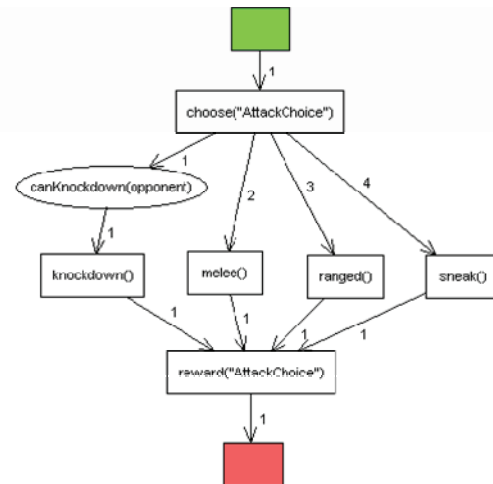 1
choose("AttackChoice")
1
2
3
4
canKnockdown(opponent)
1
knockdown()
melee()
ranged()
sneak()
1
1
1
1
reward("AttackChoice")
1